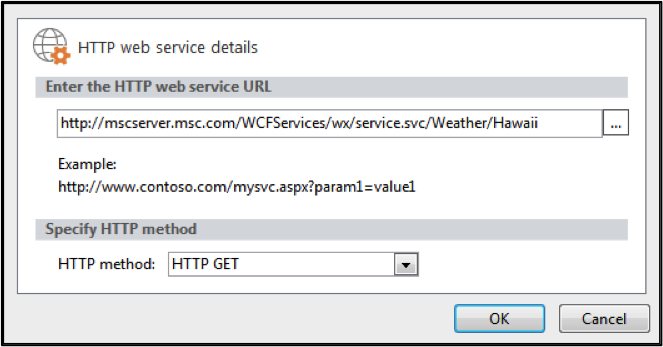 HTTP web service details
Enter the HTTP web service URL
http://mscserver.msc.com/WCFServices/wx/service.svc/Weather/Hawaii
...
Example:
http://www.contoso.com/mysvc.aspx?param1=value1
Specify HTTP method
HTTP method: HTTP GET
OK Cancel